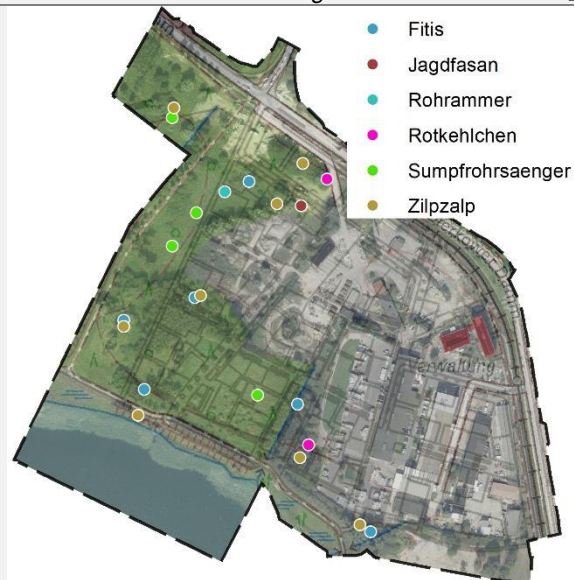 Fitis
Jagdfasan
Rohrammer
Rotkehlchen
Sumpfrohrsaenger
Zilpzalp
Verwaltung